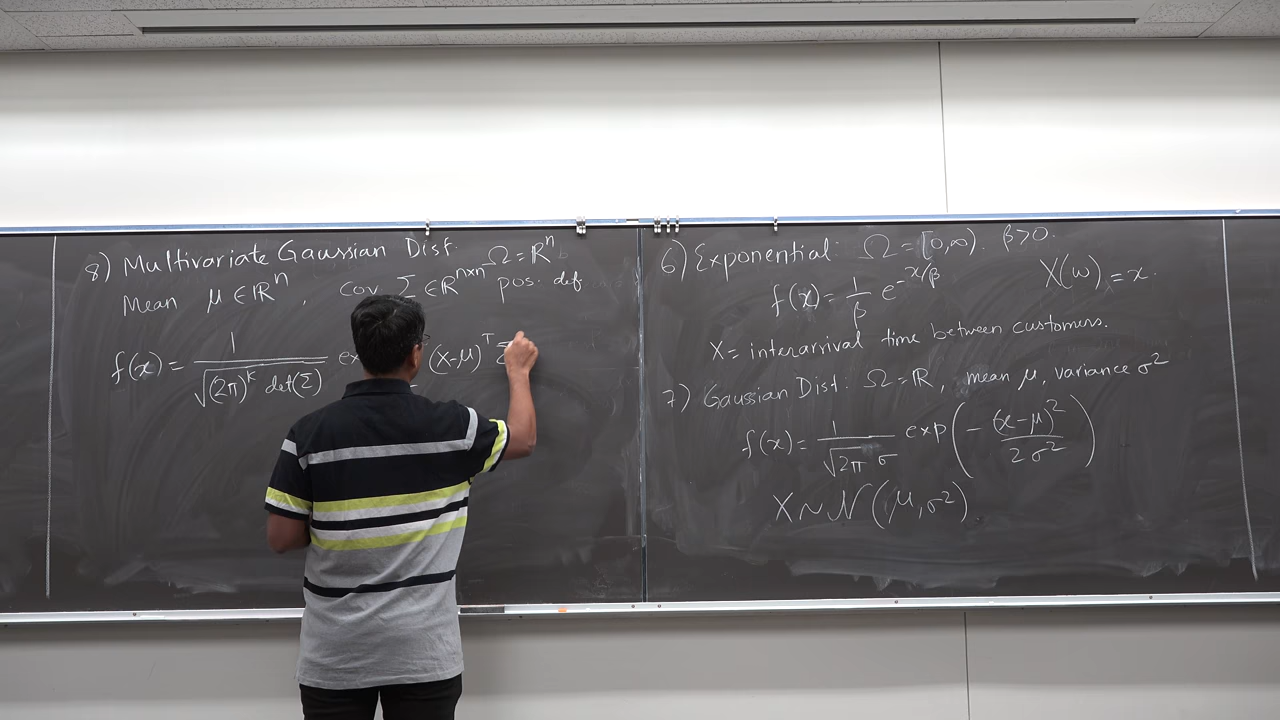 8) Multivariate Gaussian Dist. Ω=ℝⁿ
Mean μ∈ℝⁿ, cov Σ∈ℝⁿˣⁿ pos. def.
f(x) = 1/√((2π)ᵏ det(Σ)) (x-μ)ᵀ
6) Exponential: Ω=[0,∞). β>0.
f(x) = 1/β e^(-x/β) X(ω)=x.
X = interarrival time between customers.
7) Gaussian Dist: Ω=ℝ, mean μ, variance σ²
f(x) = 1/(√2π σ) exp(-(x-μ)²/2σ²)
X~N(μ,σ²)